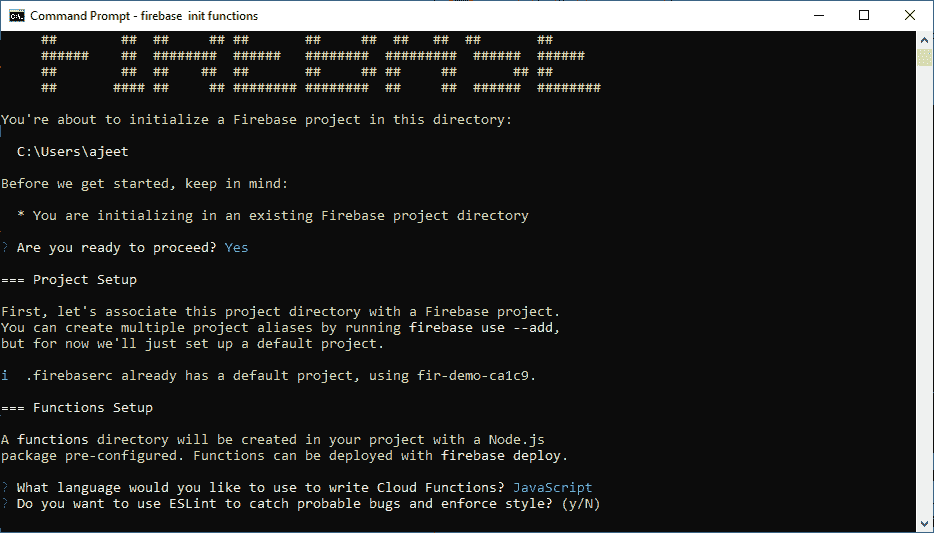 Command Prompt - firebase  init functions
     ##        ##  ##     ## ##       ##     ##  ##   ##  ##       ##
     ######    ##  ########  ######   ########  #########  ######  ######
     ##        ##  ##    ##  ##       ##     ## ##     ##       ## ##
     ##       #### ##     ## ######## ########  ##     ##  ######  ########
You're about to initialize a Firebase project in this directory:
  C:\Users\ajeet
Before we get started, keep in mind:
  * You are initializing in an existing Firebase project directory
? Are you ready to proceed? Yes
=== Project Setup
First, let's associate this project directory with a Firebase project.
You can create multiple project aliases by running firebase use --add,
but for now we'll just set up a default project.
i  .firebaserc already has a default project, using fir-demo-ca1c9.
=== Functions Setup
A functions directory will be created in your project with a Node.js
package pre-configured. Functions can be deployed with firebase deploy.
? What language would you like to use to write Cloud Functions? JavaScript
? Do you want to use ESLint to catch probable bugs and enforce style? (y/N)